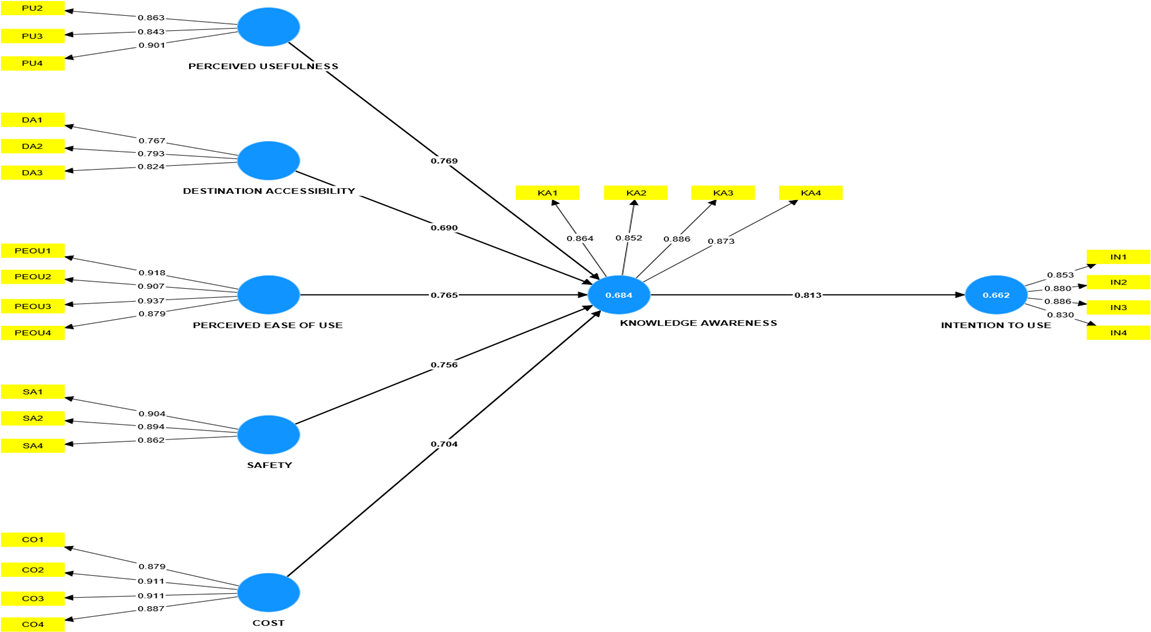 PU2
0.863
PU3
0.843
0.901
PU4
PERCEIVED USEFULNESS
DA1
0.767
DA2
0.793
DA3
0.824
DESTINATION ACCESSIBILITY
PEOU1
0.918
PEOU2
0.907
PEOU3
0.937
0.879
PEOU4
PERCEIVED EASE OF USE
SA1
0.904
SA2
0.894
0.862
SA4
SAFETY
CO1
0.879
CO2
0.911
CO3
0.911
0.887
CO4
COST
0.769
0.690
0.765
0.756
0.704
KA1
KA2
KA3
KA4
0.864
0.852
0.886
0.873
0.684
KNOWLEDGE AWARENESS
0.813
0.662
INTENTION TO USE
0.853
0.880
0.886
0.830
IN1
IN2
IN3
IN4